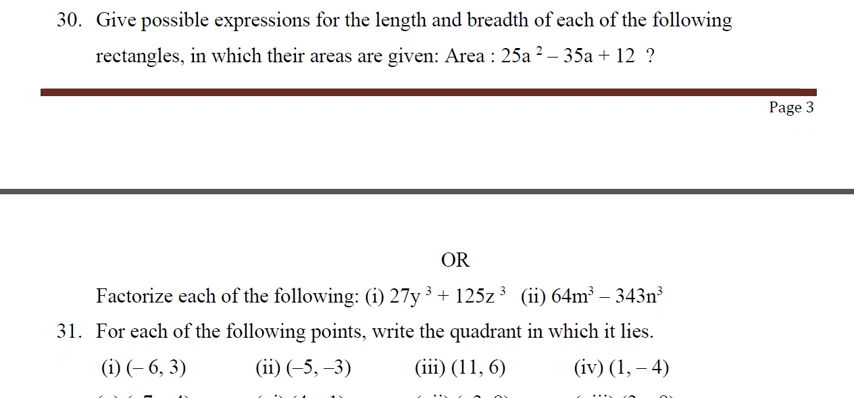 30. Give possible expressions for the length and breadth of each of the following
rectangles, in which their areas are given: Area : 25a ² – 35a + 12 ?
Page 3
OR
Factorize each of the following: (i) 27y ³ + 125z ³ (ii) 64m³ – 343n³
31. For each of the following points, write the quadrant in which it lies.
(i) (– 6, 3) (ii) (–5, –3) (iii) (11, 6) (iv) (1, – 4)